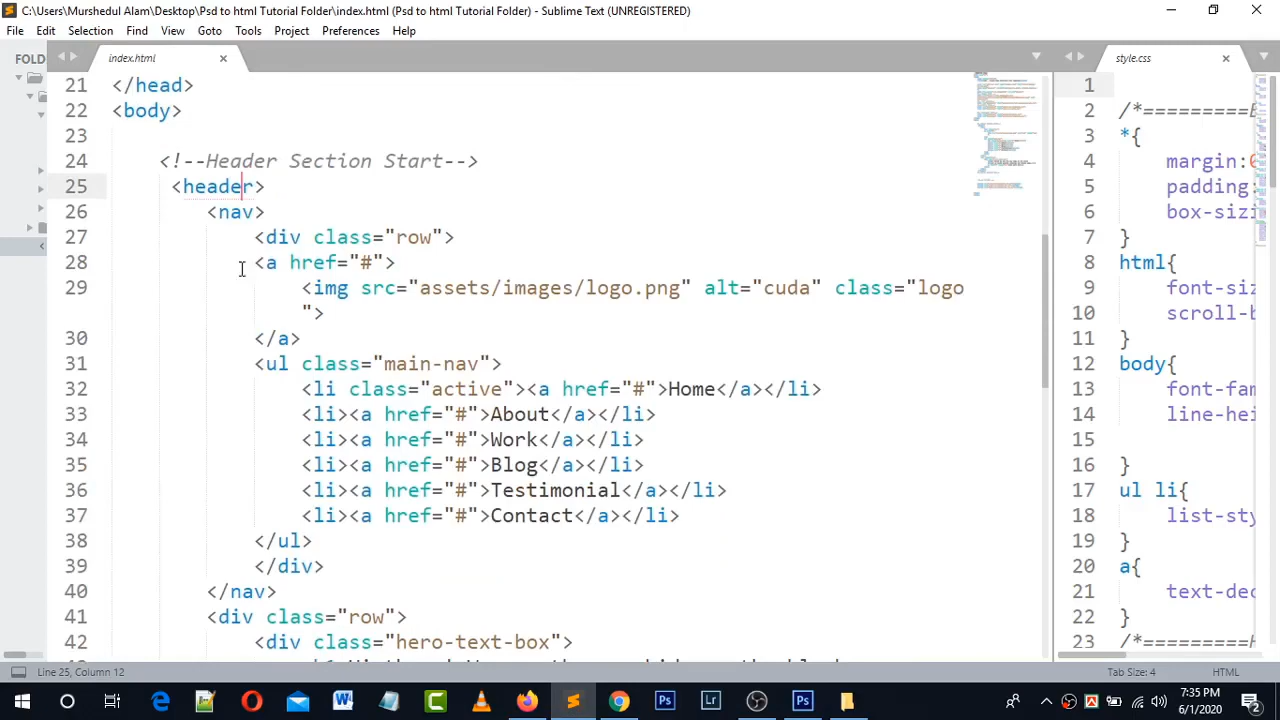 C:\Users\Murshedul Alam\Desktop\Psd to html Tutorial Folder\index.html (Psd to html Tutorial Folder) - Sublime Text (UNREGISTERED)
File Edit Selection Find View Goto Tools Project Preferences Help
FOLD
index.html
style.css
21 </head>
22 <body>
23
24 <!--Header Section Start-->
25 <header>
26 <nav>
27 <div class="row">
28 <a href="#">
29 <img src="assets/images/logo.png" alt="cuda" class="logo
">
30 </a>
31 <ul class="main-nav">
32 <li class="active"><a href="#">Home</a></li>
33 <li><a href="#">About</a></li>
34 <li><a href="#">Work</a></li>
35 <li><a href="#">Blog</a></li>
36 <li><a href="#">Testimonial</a></li>
37 <li><a href="#">Contact</a></li>
38 </ul>
39 </div>
40 </nav>
41 <div class="row">
42 <div class="hero-text-box">
1
2 /*=========
3 *{
4 margin:0
5 padding
6 box-siz
7 }
8 html{
9 font-siz
10 scroll-b
11 }
12 body{
13 font-fam
14 line-hei
15
16 }
17 ul li{
18 list-sty
19 }
20 a{
21 text-dec
22 }
23 /*=========
Line 25, Column 12
Tab Size: 4
HTML
7:35 PM
6/1/2020